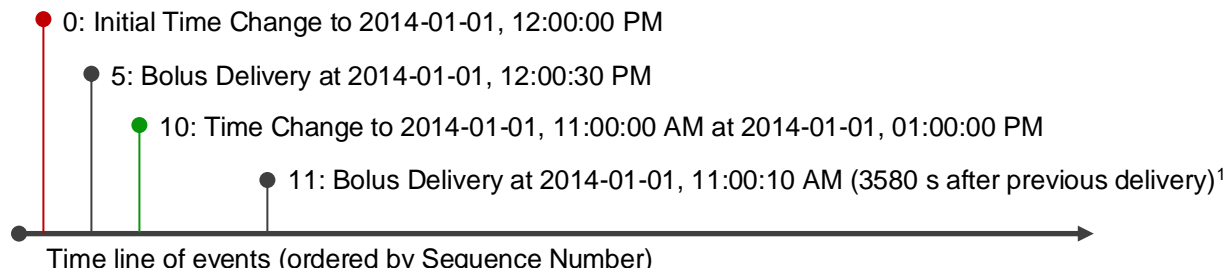 0: Initial Time Change to 2014-01-01, 12:00:00 PM
5: Bolus Delivery at 2014-01-01, 12:00:30 PM
10: Time Change to 2014-01-01, 11:00:00 AM at 2014-01-01, 01:00:00 PM
11: Bolus Delivery at 2014-01-01, 11:00:10 AM (3580 s after previous delivery)¹
Time line of events (ordered by Sequence Number)